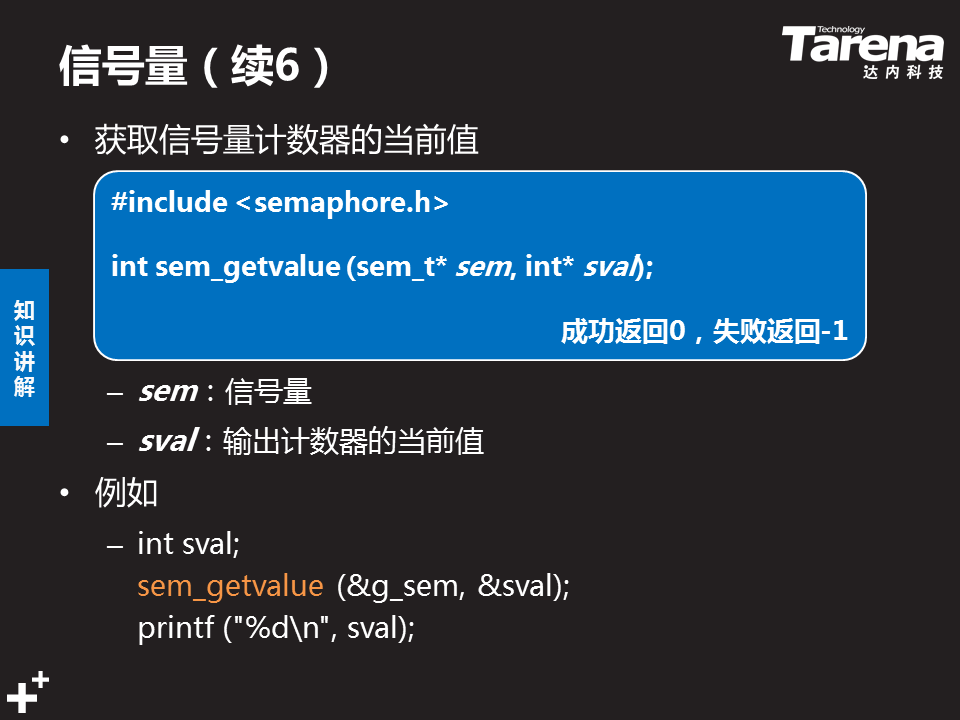 信号量（续6）
Technology
Tarena
达内科技
• 获取信号量计数器的当前值
#include <semaphore.h>
int sem_getvalue (sem_t* sem, int* sval);
成功返回0，失败返回-1
知识讲解
– sem：信号量
– sval：输出计数器的当前值
• 例如
– int sval;
sem_getvalue (&g_sem, &sval);
printf ("%d\n", sval);